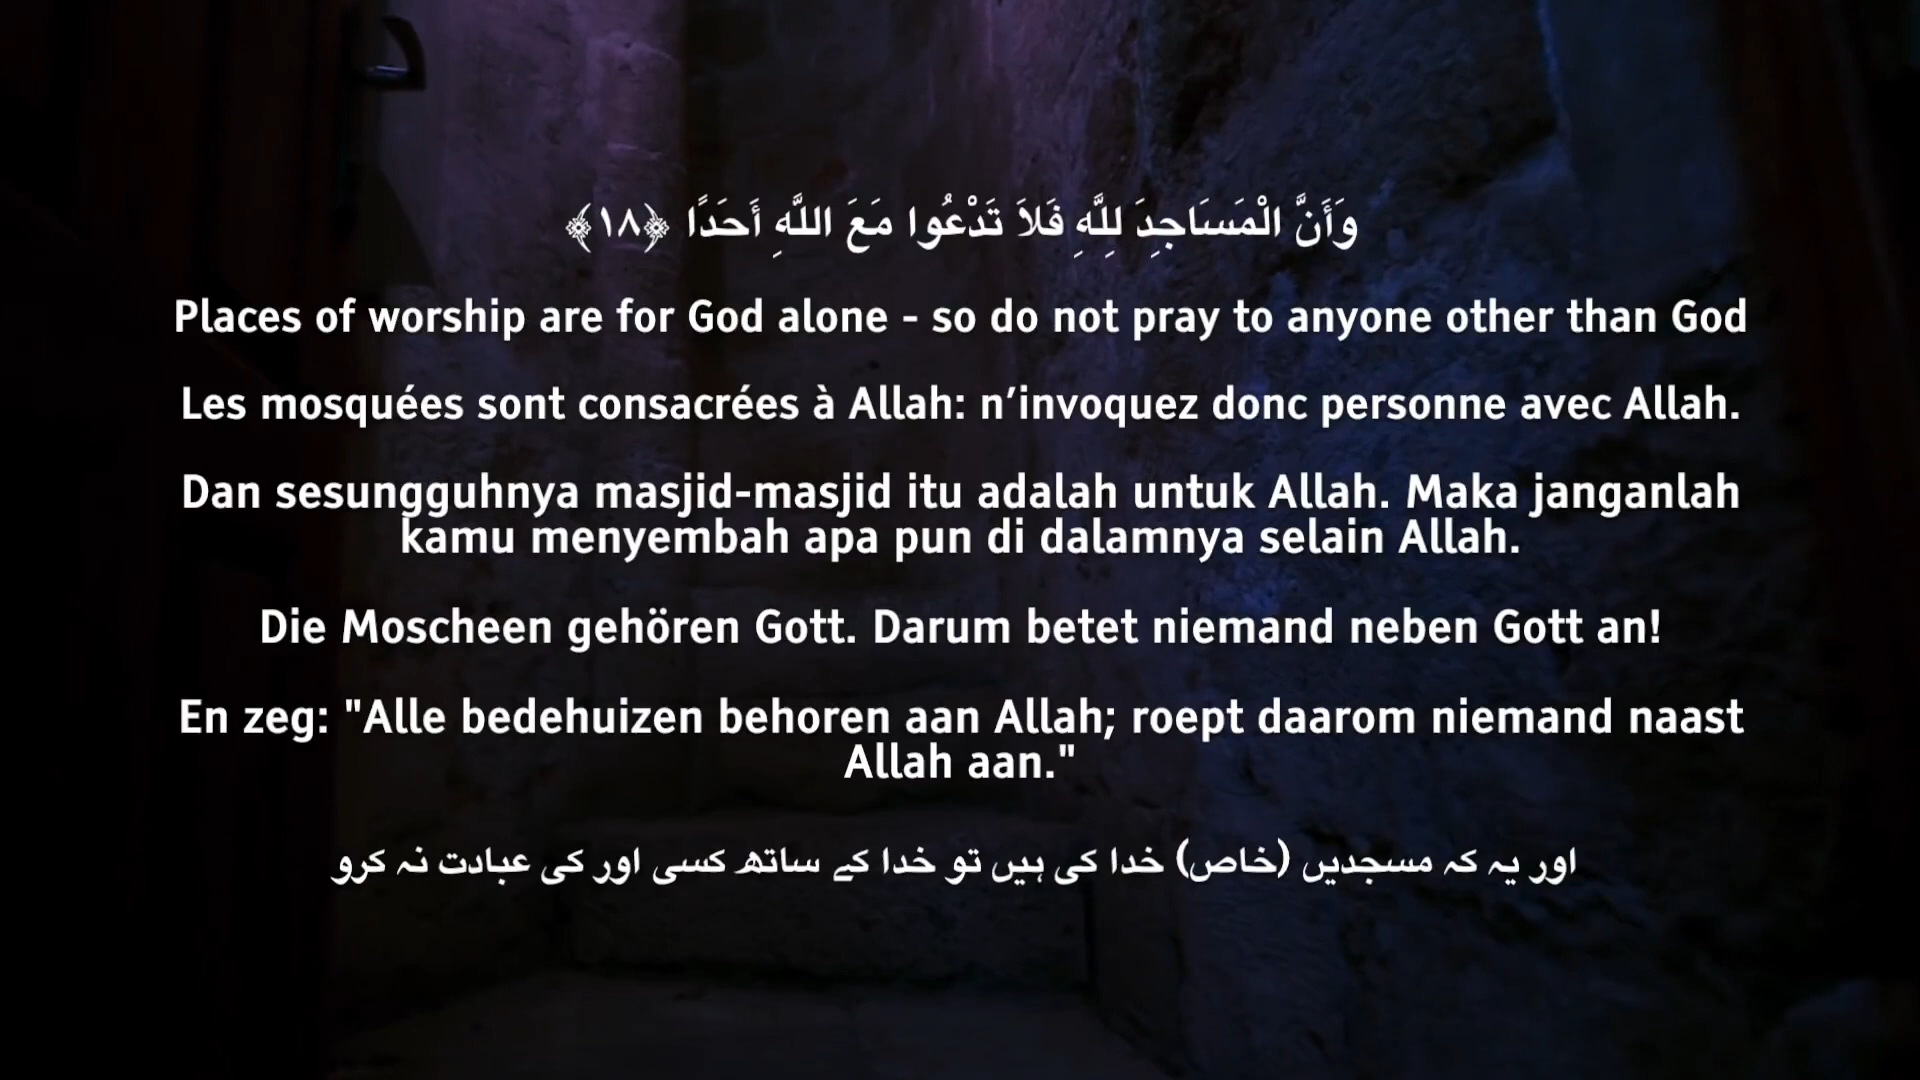 وَأَنَّ الْمَسَاجِدَ لِلَّهِ فَلَا تَدْعُوا مَعَ اللَّهِ أَحَدًا ﴿١٨﴾
Places of worship are for God alone - so do not pray to anyone other than God
Les mosquées sont consacrées à Allah: n’invoquez donc personne avec Allah.
Dan sesungguhnya masjid-masjid itu adalah untuk Allah. Maka janganlah
kamu menyembah apa pun di dalamnya selain Allah.
Die Moscheen gehören Gott. Darum betet niemand neben Gott an!
En zeg: "Alle bedehuizen behoren aan Allah; roept daarom niemand naast
Allah aan."
اور یہ کہ مسجدیں (خاص) خدا کی ہیں تو خدا کے ساتھ کسی اور کی عبادت نہ کرو